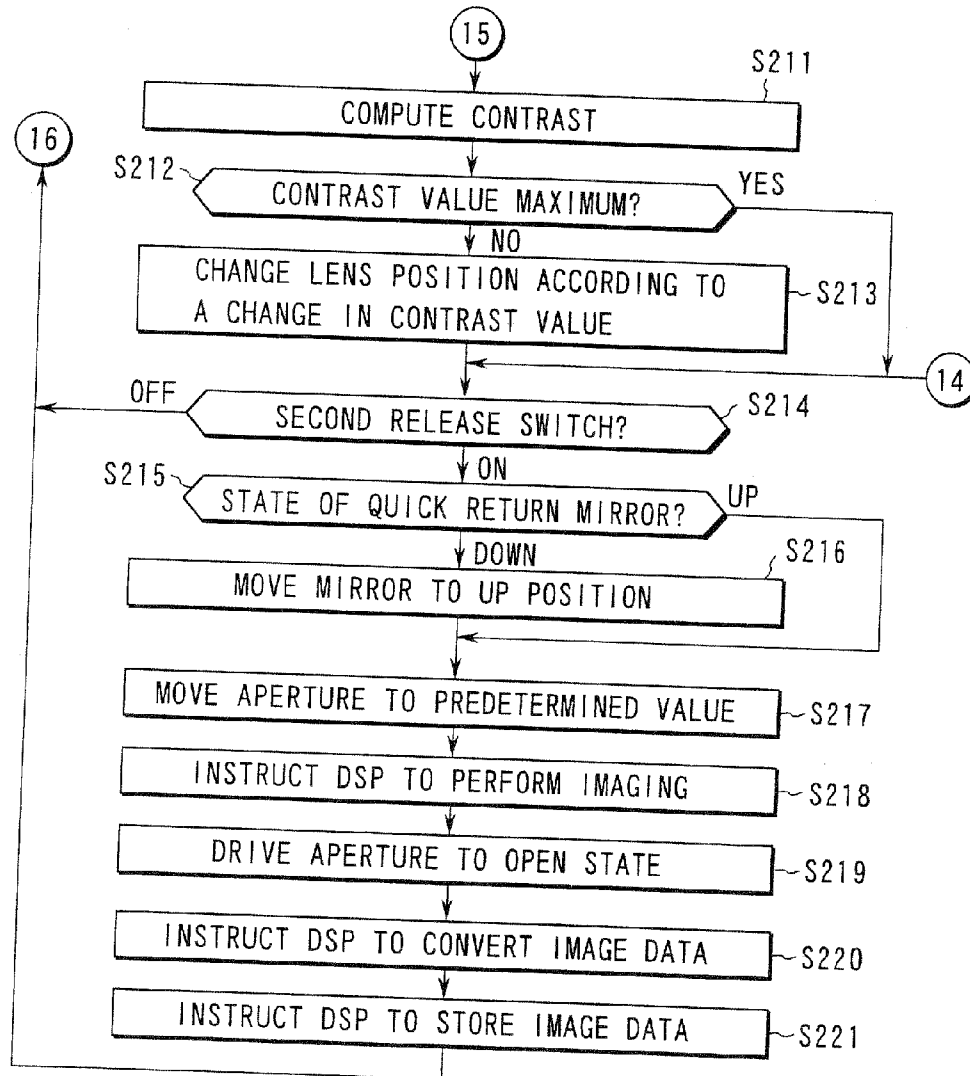 15
S211
COMPUTE CONTRAST
16
S212
CONTRAST VALUE MAXIMUM?
YES
NO
CHANGE LENS POSITION ACCORDING TO
A CHANGE IN CONTRAST VALUE
S213
14
OFF
SECOND RELEASE SWITCH?
S214
ON
S215
STATE OF QUICK RETURN MIRROR?
UP
DOWN
S216
MOVE MIRROR TO UP POSITION
MOVE APERTURE TO PREDETERMINED VALUE
S217
INSTRUCT DSP TO PERFORM IMAGING
S218
DRIVE APERTURE TO OPEN STATE
S219
INSTRUCT DSP TO CONVERT IMAGE DATA
S220
INSTRUCT DSP TO STORE IMAGE DATA
S221